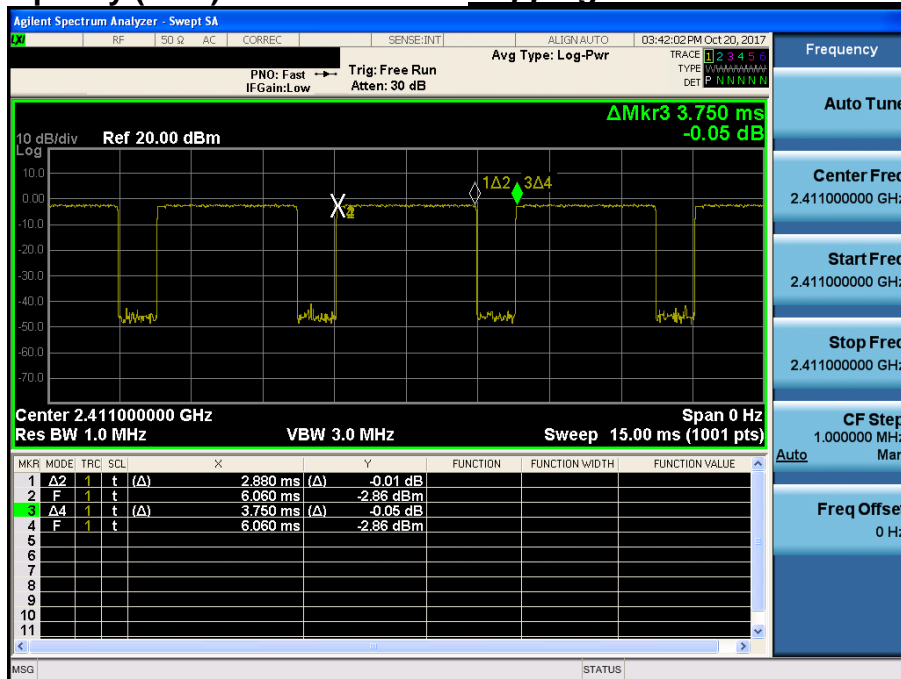 Agilent Spectrum Analyzer - Swept SA
LXI RF 50 Ω AC CORREC SENSE:INT ALIGN AUTO 03:42:02 PM Oct 20, 2017
PNO: Fast
IFGain:Low
Trig: Free Run
Atten: 30 dB
Avg Type: Log-Pwr
TRACE 1 2 3 4 5 6
TYPE
DET P N N N N N
ΔMkr3 3.750 ms
-0.05 dB
10 dB/div Ref 20.00 dBm
Log
10.0
0.00
-10.0
-20.0
-30.0
-40.0
-50.0
-60.0
-70.0
1Δ2 3Δ4
Center 2.411000000 GHz Span 0 Hz
Res BW 1.0 MHz VBW 3.0 MHz Sweep 15.00 ms (1001 pts)
MKR MODE TRC SCL X Y FUNCTION FUNCTION WIDTH FUNCTION VALUE
1 Δ2 1 t (Δ) 2.880 ms (Δ) -0.01 dB
2 F 1 t 6.060 ms -2.86 dBm
3 Δ4 1 t (Δ) 3.750 ms (Δ) -0.05 dB
4 F 1 t 6.060 ms -2.86 dBm
5
6
7
8
9
10
11
MSG STATUS
Frequency
Auto Tune
Center Freq
2.411000000 GHz
Start Freq
2.411000000 GHz
Stop Freq
2.411000000 GHz
CF Step
1.000000 MHz
Auto Man
Freq Offset
0 Hz